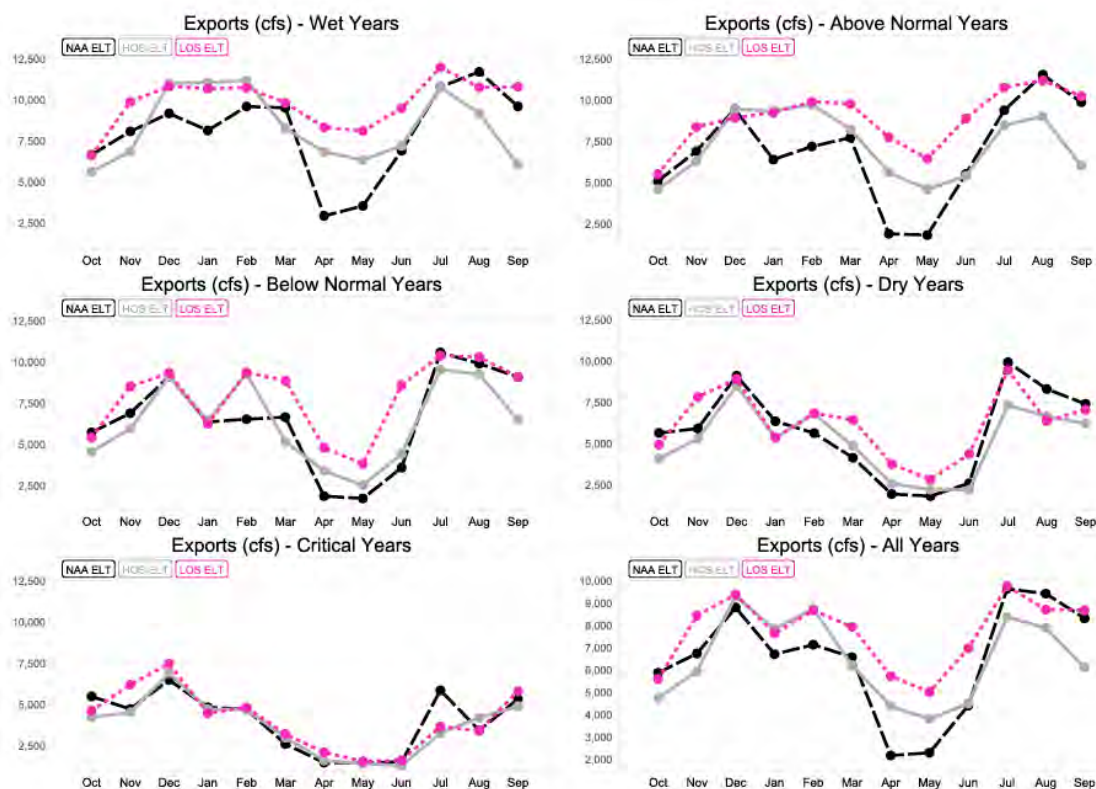 Exports (cfs) - Wet Years
NAA ELT HOS ELT LOS ELT
12,500
10,000
7,500
5,000
2,500
Oct Nov Dec Jan Feb Mar Apr May Jun Jul Aug Sep
Exports (cfs) - Above Normal Years
NAA ELT HOS ELT LOS ELT
12,500
10,000
7,500
5,000
2,500
Oct Nov Dec Jan Feb Mar Apr May Jun Jul Aug Sep
Exports (cfs) - Below Normal Years
NAA ELT HOS ELT LOS ELT
12,500
10,000
7,500
5,000
2,500
Oct Nov Dec Jan Feb Mar Apr May Jun Jul Aug Sep
Exports (cfs) - Dry Years
NAA ELT HOS ELT LOS ELT
12,500
10,000
7,500
5,000
2,500
Oct Nov Dec Jan Feb Mar Apr May Jun Jul Aug Sep
Exports (cfs) - Critical Years
NAA ELT HOS ELT LOS ELT
12,500
7,500
5,000
2,500
Oct Nov Dec Jan Feb Mar Apr May Jun Jul Aug Sep
Exports (cfs) - All Years
NAA ELT HOS ELT LOS ELT
10,000
9,000
8,000
7,000
6,000
5,000
4,000
3,000
2,000
Oct Nov Dec Jan Feb Mar Apr May Jun Jul Aug Sep